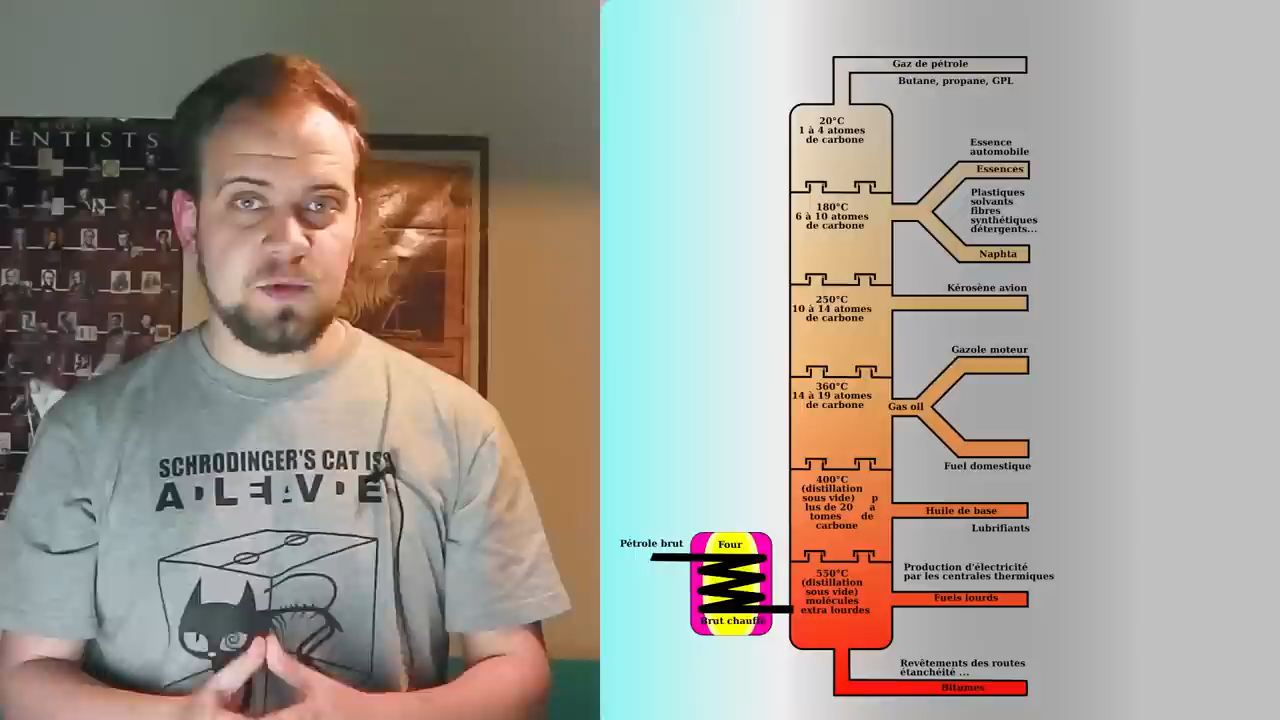 ENTISTS
SCHRODINGER'S CAT IS
Gaz de pétrole
Butane, propane, GPL
20°C
1 à 4 atomes
de carbone
Essence
automobile
Essences
Plastiques
solvants
fibres
synthétiques
détergents...
Naphta
180°C
6 à 10 atomes
de carbone
Kérosène avion
250°C
10 à 14 atomes
de carbone
Gazole moteur
360°C
14 à 19 atomes
de carbone
Gas oil
Fuel domestique
400°C
(distillation
sous vide) p
lus de 20 a
tomes de
carbone
Huile de base
Lubrifiants
Pétrole brut
Four
Brut chauffé
550°C
(distillation
sous vide)
molécules
extra lourdes
Production d'électricité
par les centrales thermiques
Fuels lourds
Revêtements des routes
étanchéité ...
Bitumes